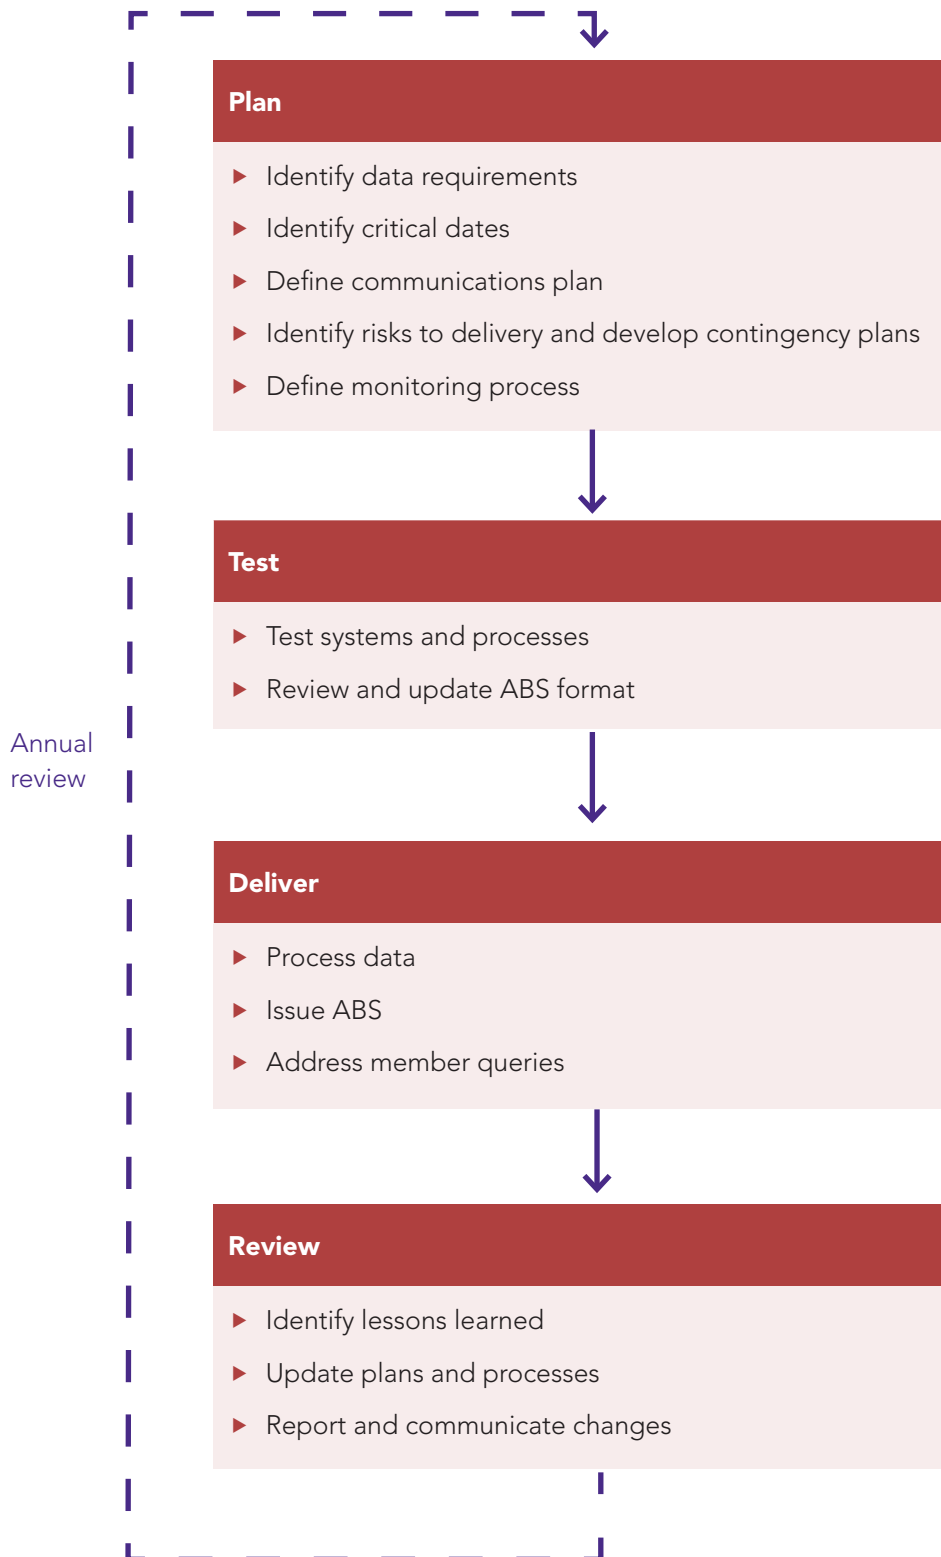 Plan
Identify data requirements
Identify critical dates
Define communications plan
Identify risks to delivery and develop contingency plans
Define monitoring process
Test
Test systems and processes
Review and update ABS format
Annual
review
Deliver
Process data
Issue ABS
Address member queries
Review
Identify lessons learned
Update plans and processes
Report and communicate changes